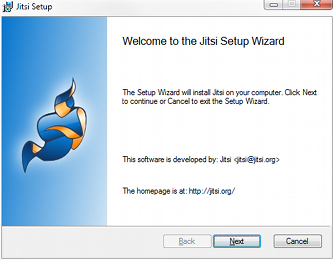 Jitsi Setup
Welcome to the Jitsi Setup Wizard
The Setup Wizard will install Jitsi on your computer. Click Next
to continue or Cancel to exit the Setup Wizard.
This software is developed by: Jitsi <jitsi@jitsi.org>
The homepage is at: http://jitsi.org/
Back
Next
Cancel